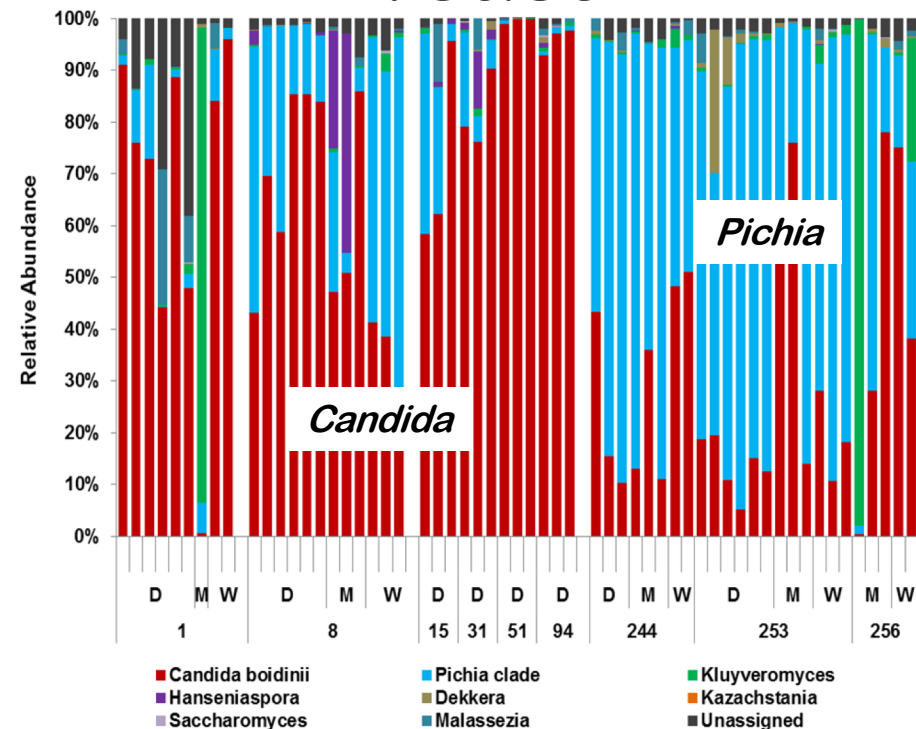 100%
90%
80%
70%
60%
50%
40%
30%
20%
10%
0%
Relative Abundance
Candida
Pichia
D M W D M W D D D D D M W D M W M W
1 8 15 31 51 94 244 253 256
Candida boidinii Pichia clade Kluyveromyces
Hanseniaspora Dekkera Kazachstania
Saccharomyces Malassezia Unassigned